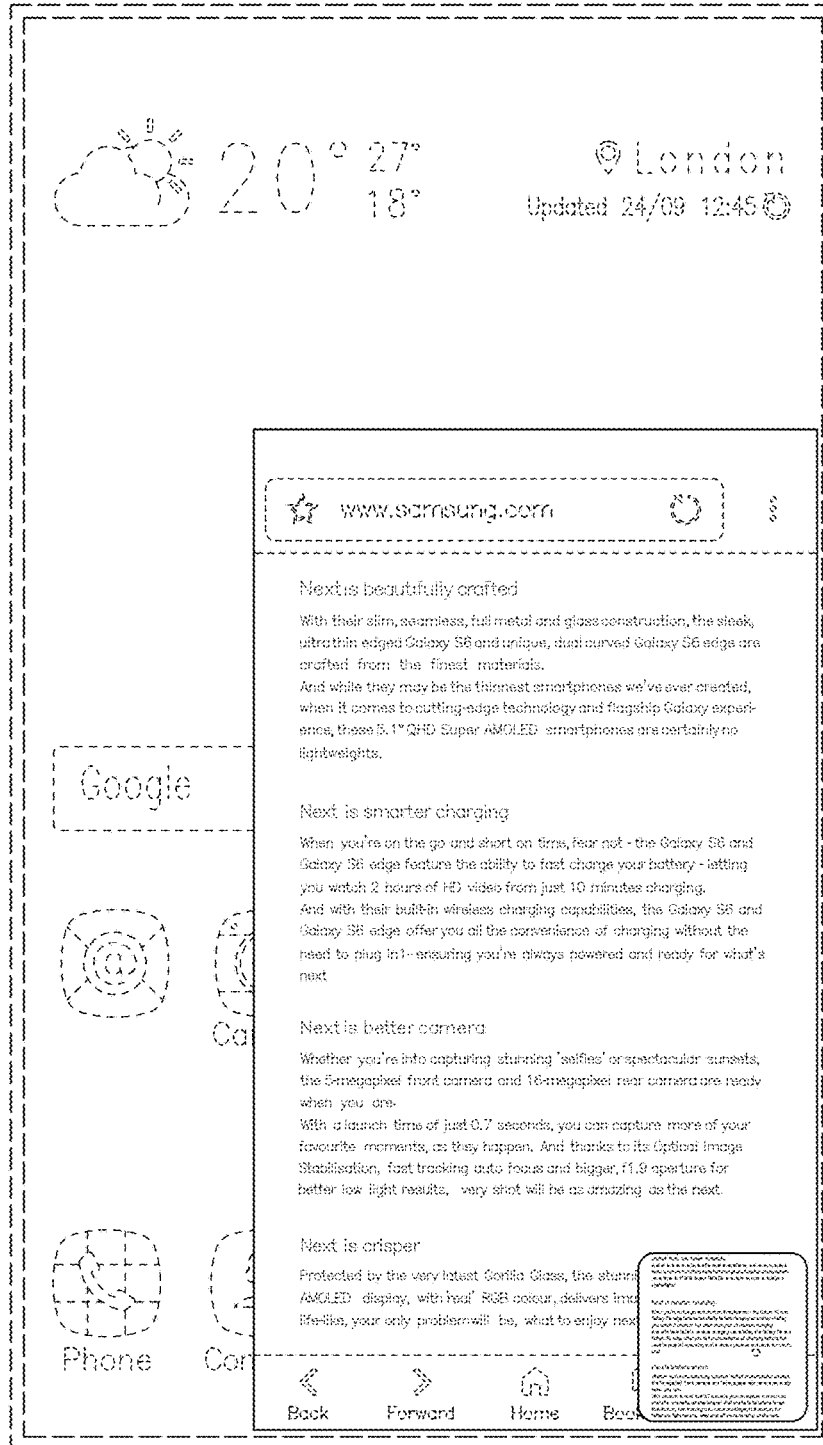 20° 27°
18°
London
Updated 24/09 12:45
www.samsung.com
Next is beautifully crafted
With their slim, seamless, full metal and glass construction, the sleek,
ultra thin edged Galaxy S6 and unique, dual curved Galaxy S6 edge are
crafted from the finest materials.
And while they may be the thinnest smartphones we've ever created,
when it comes to cutting-edge technology and flagship Galaxy experi-
ence, these 5.1" QHD Super AMOLED smartphones are certainly no
lightweights.
Google
Next is smarter charging
When you're on the go and short on time, fear not - the Galaxy S6 and
Galaxy S6 edge feature the ability to fast charge your battery - letting
you watch 2 hours of HD video from just 10 minutes charging.
And with their built-in wireless charging capabilities, the Galaxy S6 and
Galaxy S6 edge offer you all the convenience of charging without the
need to plug in1- ensuring you're always powered and ready for what's
next
Ca
Next is better camera
Whether you're into capturing stunning 'selfies' or spectacular sunsets,
the 5-megapixel front camera and 16-megapixel rear camera are ready
when you are-
With a launch time of just 0.7 seconds, you can capture more of your
favourite moments, as they happen. And thanks to its Optical Image
Stabilisation, fast tracking auto focus and bigger, f1.9 aperture for
better low light results, very shot will be as amazing as the next.
Next is crisper
Protected by the very latest Gorilla Glass, the stunni
AMOLED display, with 'real' RGB colour, delivers ima
life-like, your only problem will be, what to enjoy nex
Phone Con
Back Forward Home Boo